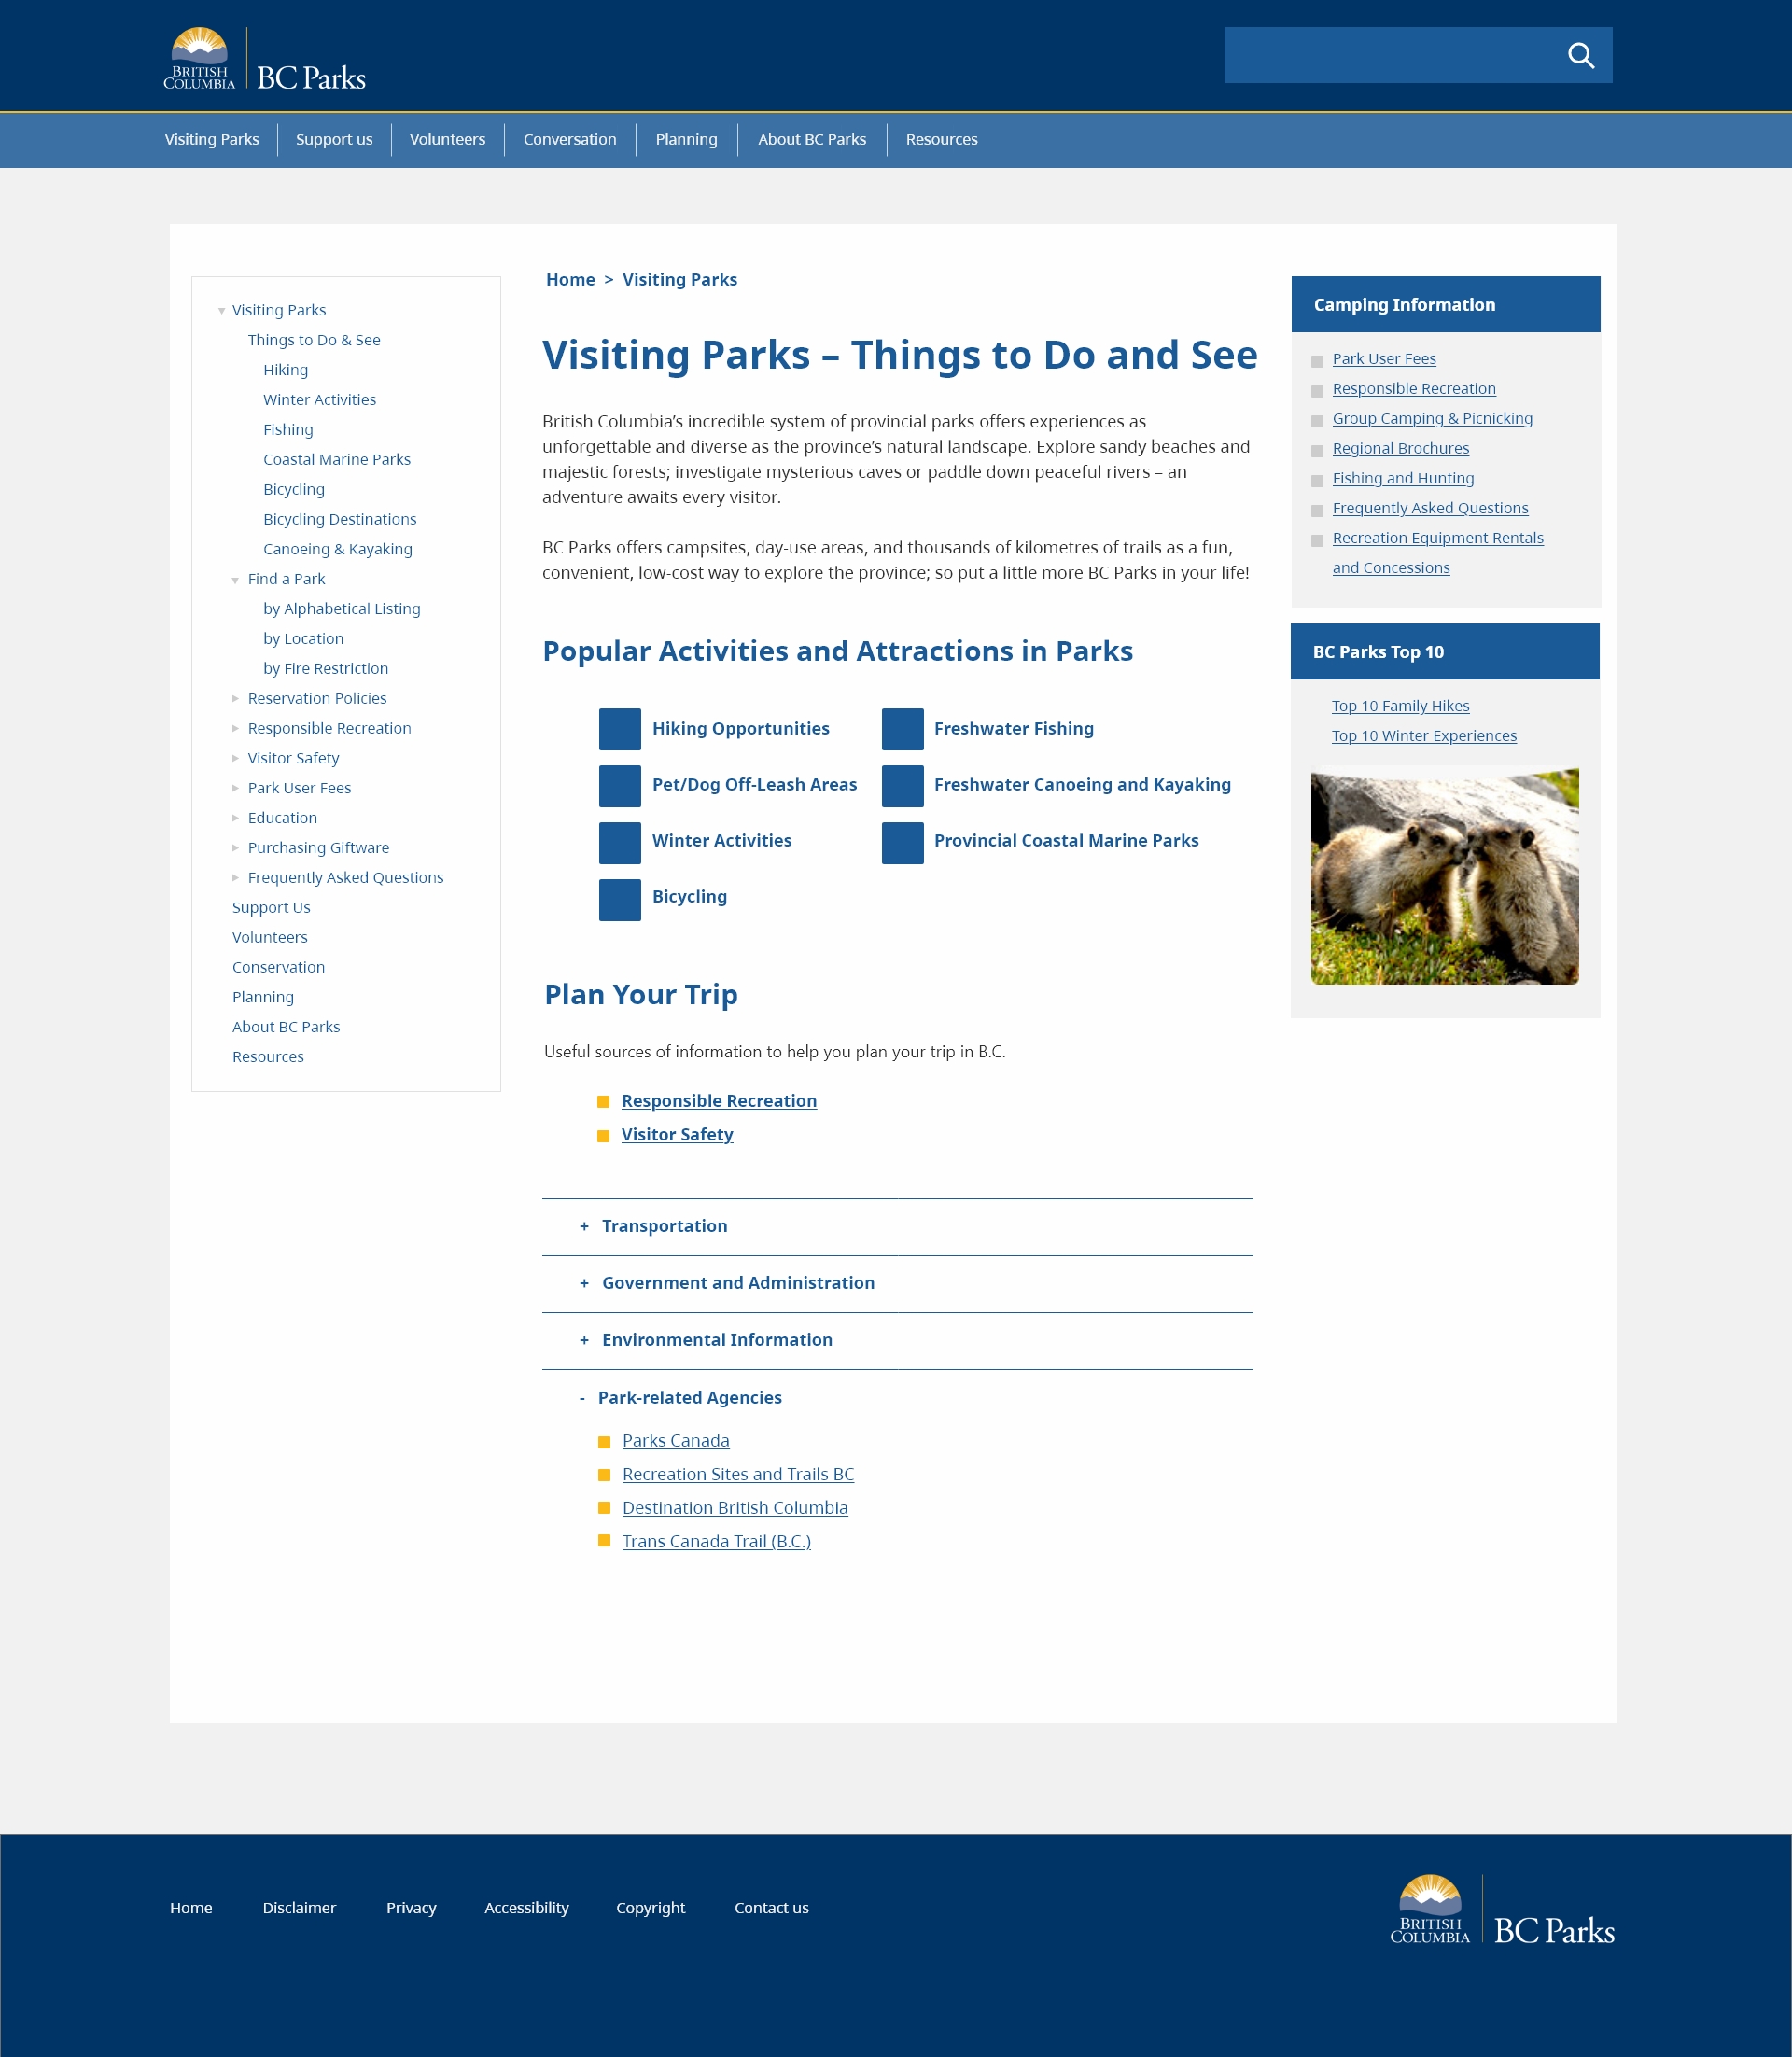 BRITISH
COLUMBIA
BC Parks
Visiting Parks
Support us
Volunteers
Conversation
Planning
About BC Parks
Resources
Visiting Parks
Things to Do & See
Hiking
Winter Activities
Fishing
Coastal Marine Parks
Bicycling
Bicycling Destinations
Canoeing & Kayaking
Find a Park
by Alphabetical Listing
by Location
by Fire Restriction
Reservation Policies
Responsible Recreation
Visitor Safety
Park User Fees
Education
Purchasing Giftware
Frequently Asked Questions
Support Us
Volunteers
Conservation
Planning
About BC Parks
Resources
Home > Visiting Parks
Visiting Parks – Things to Do and See
British Columbia’s incredible system of provincial parks offers experiences as
unforgettable and diverse as the province’s natural landscape. Explore sandy beaches and
majestic forests; investigate mysterious caves or paddle down peaceful rivers – an
adventure awaits every visitor.
BC Parks offers campsites, day-use areas, and thousands of kilometres of trails as a fun,
convenient, low-cost way to explore the province; so put a little more BC Parks in your life!
Popular Activities and Attractions in Parks
Hiking Opportunities
Freshwater Fishing
Pet/Dog Off-Leash Areas
Freshwater Canoeing and Kayaking
Winter Activities
Provincial Coastal Marine Parks
Bicycling
Plan Your Trip
Useful sources of information to help you plan your trip in B.C.
Responsible Recreation
Visitor Safety
+ Transportation
+ Government and Administration
+ Environmental Information
- Park-related Agencies
Parks Canada
Recreation Sites and Trails BC
Destination British Columbia
Trans Canada Trail (B.C.)
Camping Information
Park User Fees
Responsible Recreation
Group Camping & Picnicking
Regional Brochures
Fishing and Hunting
Frequently Asked Questions
Recreation Equipment Rentals
and Concessions
BC Parks Top 10
Top 10 Family Hikes
Top 10 Winter Experiences
Home
Disclaimer
Privacy
Accessibility
Copyright
Contact us
BRITISH
COLUMBIA
BC Parks